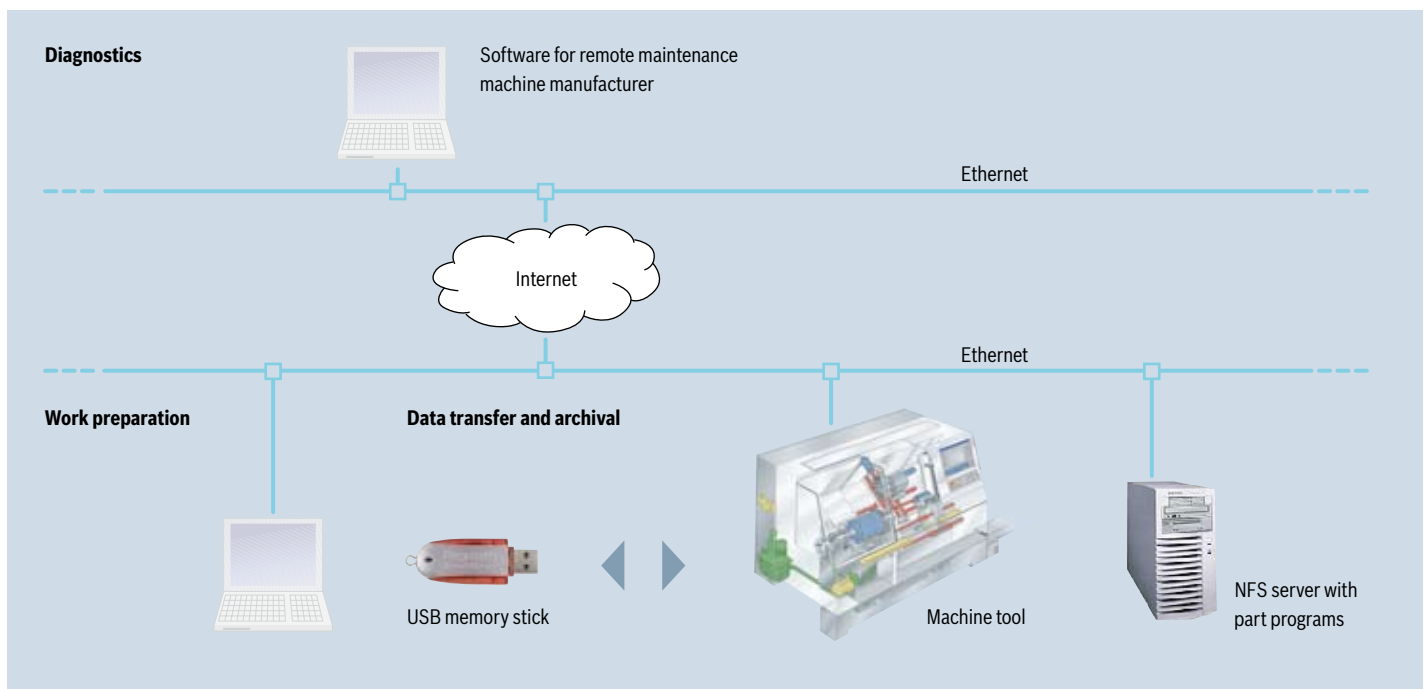 Diagnostics
Software for remote maintenance
machine manufacturer
Ethernet
Internet
Ethernet
Work preparation
Data transfer and archival
USB memory stick
Machine tool
NFS server with
part programs